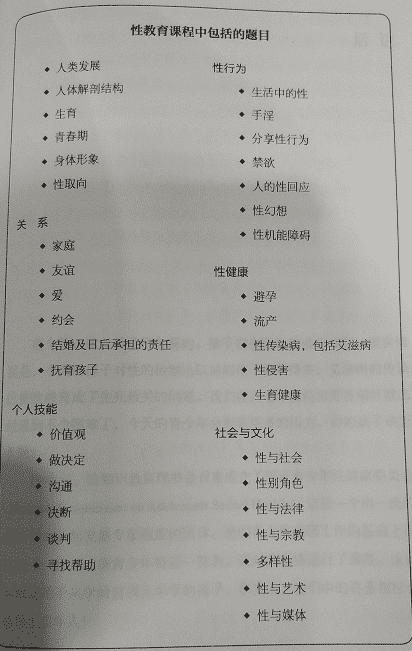 性教育课程中包括的题目
◆ 人类发展
◆ 人体解剖结构
◆ 生育
◆ 青春期
◆ 身体形象
◆ 性取向
关 系
◆ 家庭
◆ 友谊
◆ 爱
◆ 约会
◆ 结婚及日后承担的责任
◆ 抚育孩子
个人技能
◆ 价值观
◆ 做决定
◆ 沟通
◆ 决断
◆ 谈判
◆ 寻找帮助
性行为
◆ 生活中的性
◆ 手淫
◆ 分享性行为
◆ 禁欲
◆ 人的性回应
◆ 性幻想
◆ 性机能障碍
性健康
◆ 避孕
◆ 流产
◆ 性传染病，包括艾滋病
◆ 性侵害
◆ 生育健康
社会与文化
◆ 性与社会
◆ 性别角色
◆ 性与法律
◆ 性与宗教
◆ 多样性
◆ 性与艺术
◆ 性与媒体